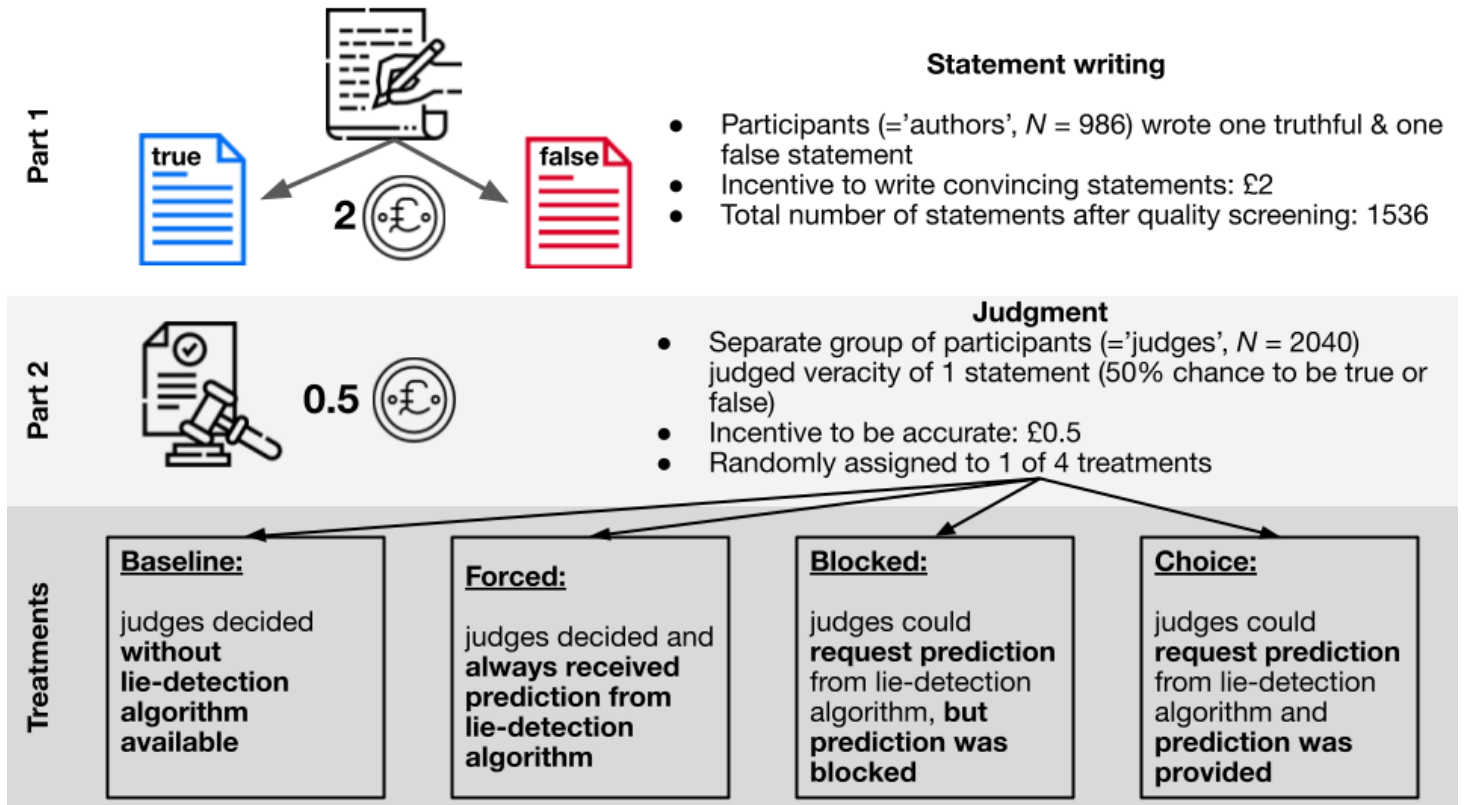 Part 1
true
false
2
Statement writing
● Participants (=’authors’, N = 986) wrote one truthful & one
false statement
● Incentive to write convincing statements: £2
● Total number of statements after quality screening: 1536
Part 2
0.5
Judgment
● Separate group of participants (=’judges’, N = 2040)
judged veracity of 1 statement (50% chance to be true or
false)
● Incentive to be accurate: £0.5
● Randomly assigned to 1 of 4 treatments
Treatments
Baseline:
judges decided
without
lie-detection
algorithm
available
Forced:
judges decided and
always received
prediction from
lie-detection
algorithm
Blocked:
judges could
request prediction
from lie-detection
algorithm, but
prediction was
blocked
Choice:
judges could
request prediction
from lie-detection
algorithm and
prediction was
provided